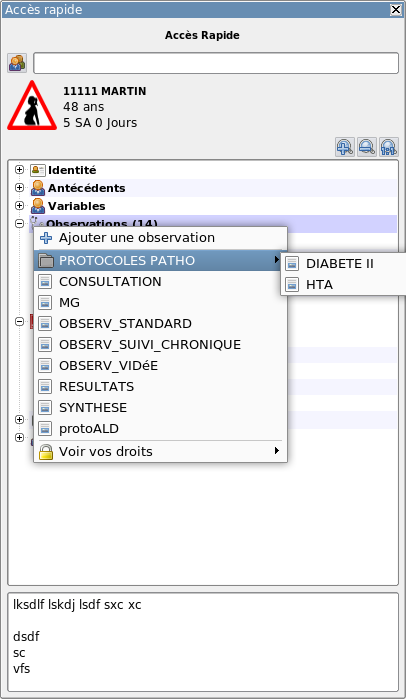 Accès rapide
Accès Rapide
11111 MARTIN
48 ans
5 SA 0 Jours
Identité
Antécédents
Variables
Observations (14)
Ajouter une observation
PROTOCOLES PATHO
DIABETE II
CONSULTATION
HTA
MG
OBSERV_STANDARD
OBSERV_SUIVI_CHRONIQUE
OBSERV_VIDéE
RESULTATS
SYNTHESE
protoALD
Voir vos droits
lksdlf lskdj lsdf sxc xc
dsdf
sc
vfs